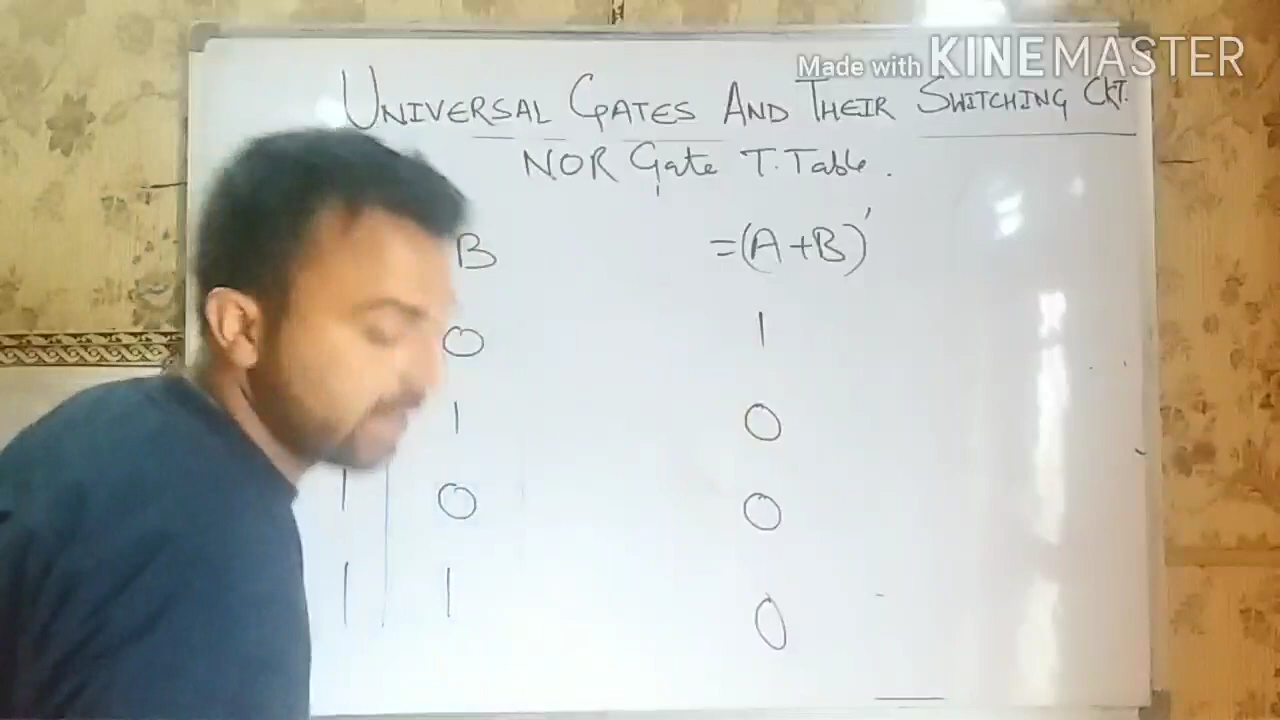 Made with KINEMASTER
UNIVERSAL GATES AND THEIR SWITCHING CKT.
NOR Gate T. Table.
B =(A+B)'
0 1
1 0
1 0 0
1 1 0